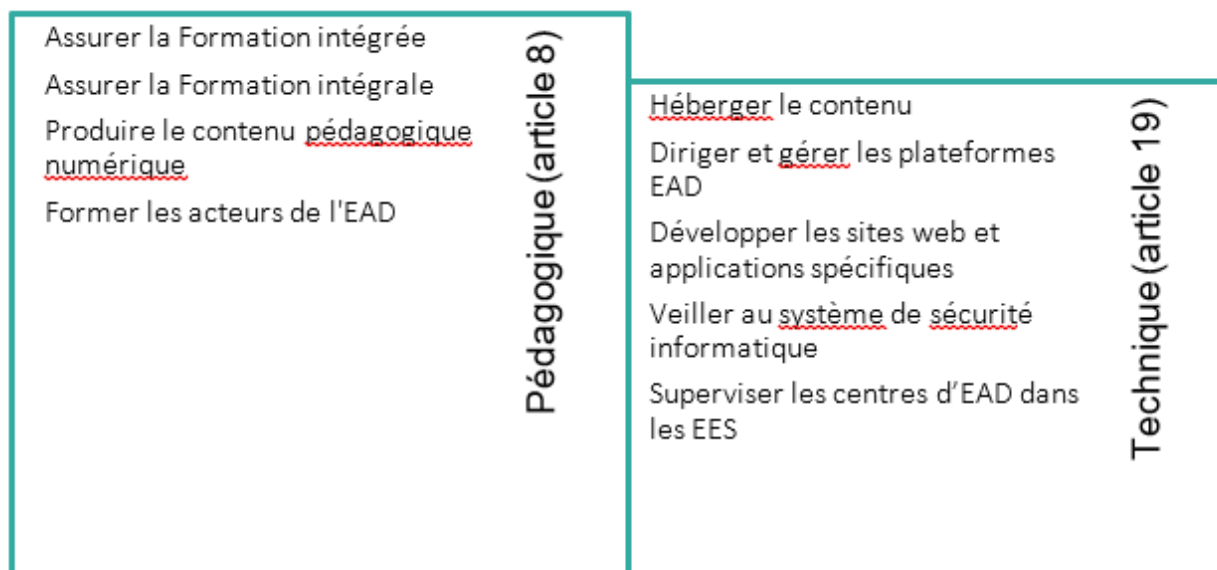 Assurer la Formation intégrée
Assurer la Formation intégrale
Produire le contenu pédagogique
numérique
Former les acteurs de l'EAD
Pédagogique (article 8)
Héberger le contenu
Diriger et gérer les plateformes
EAD
Développer les sites web et
applications spécifiques
Veiller au système de sécurité
informatique
Superviser les centres d’EAD dans
les EES
Technique (article 19)